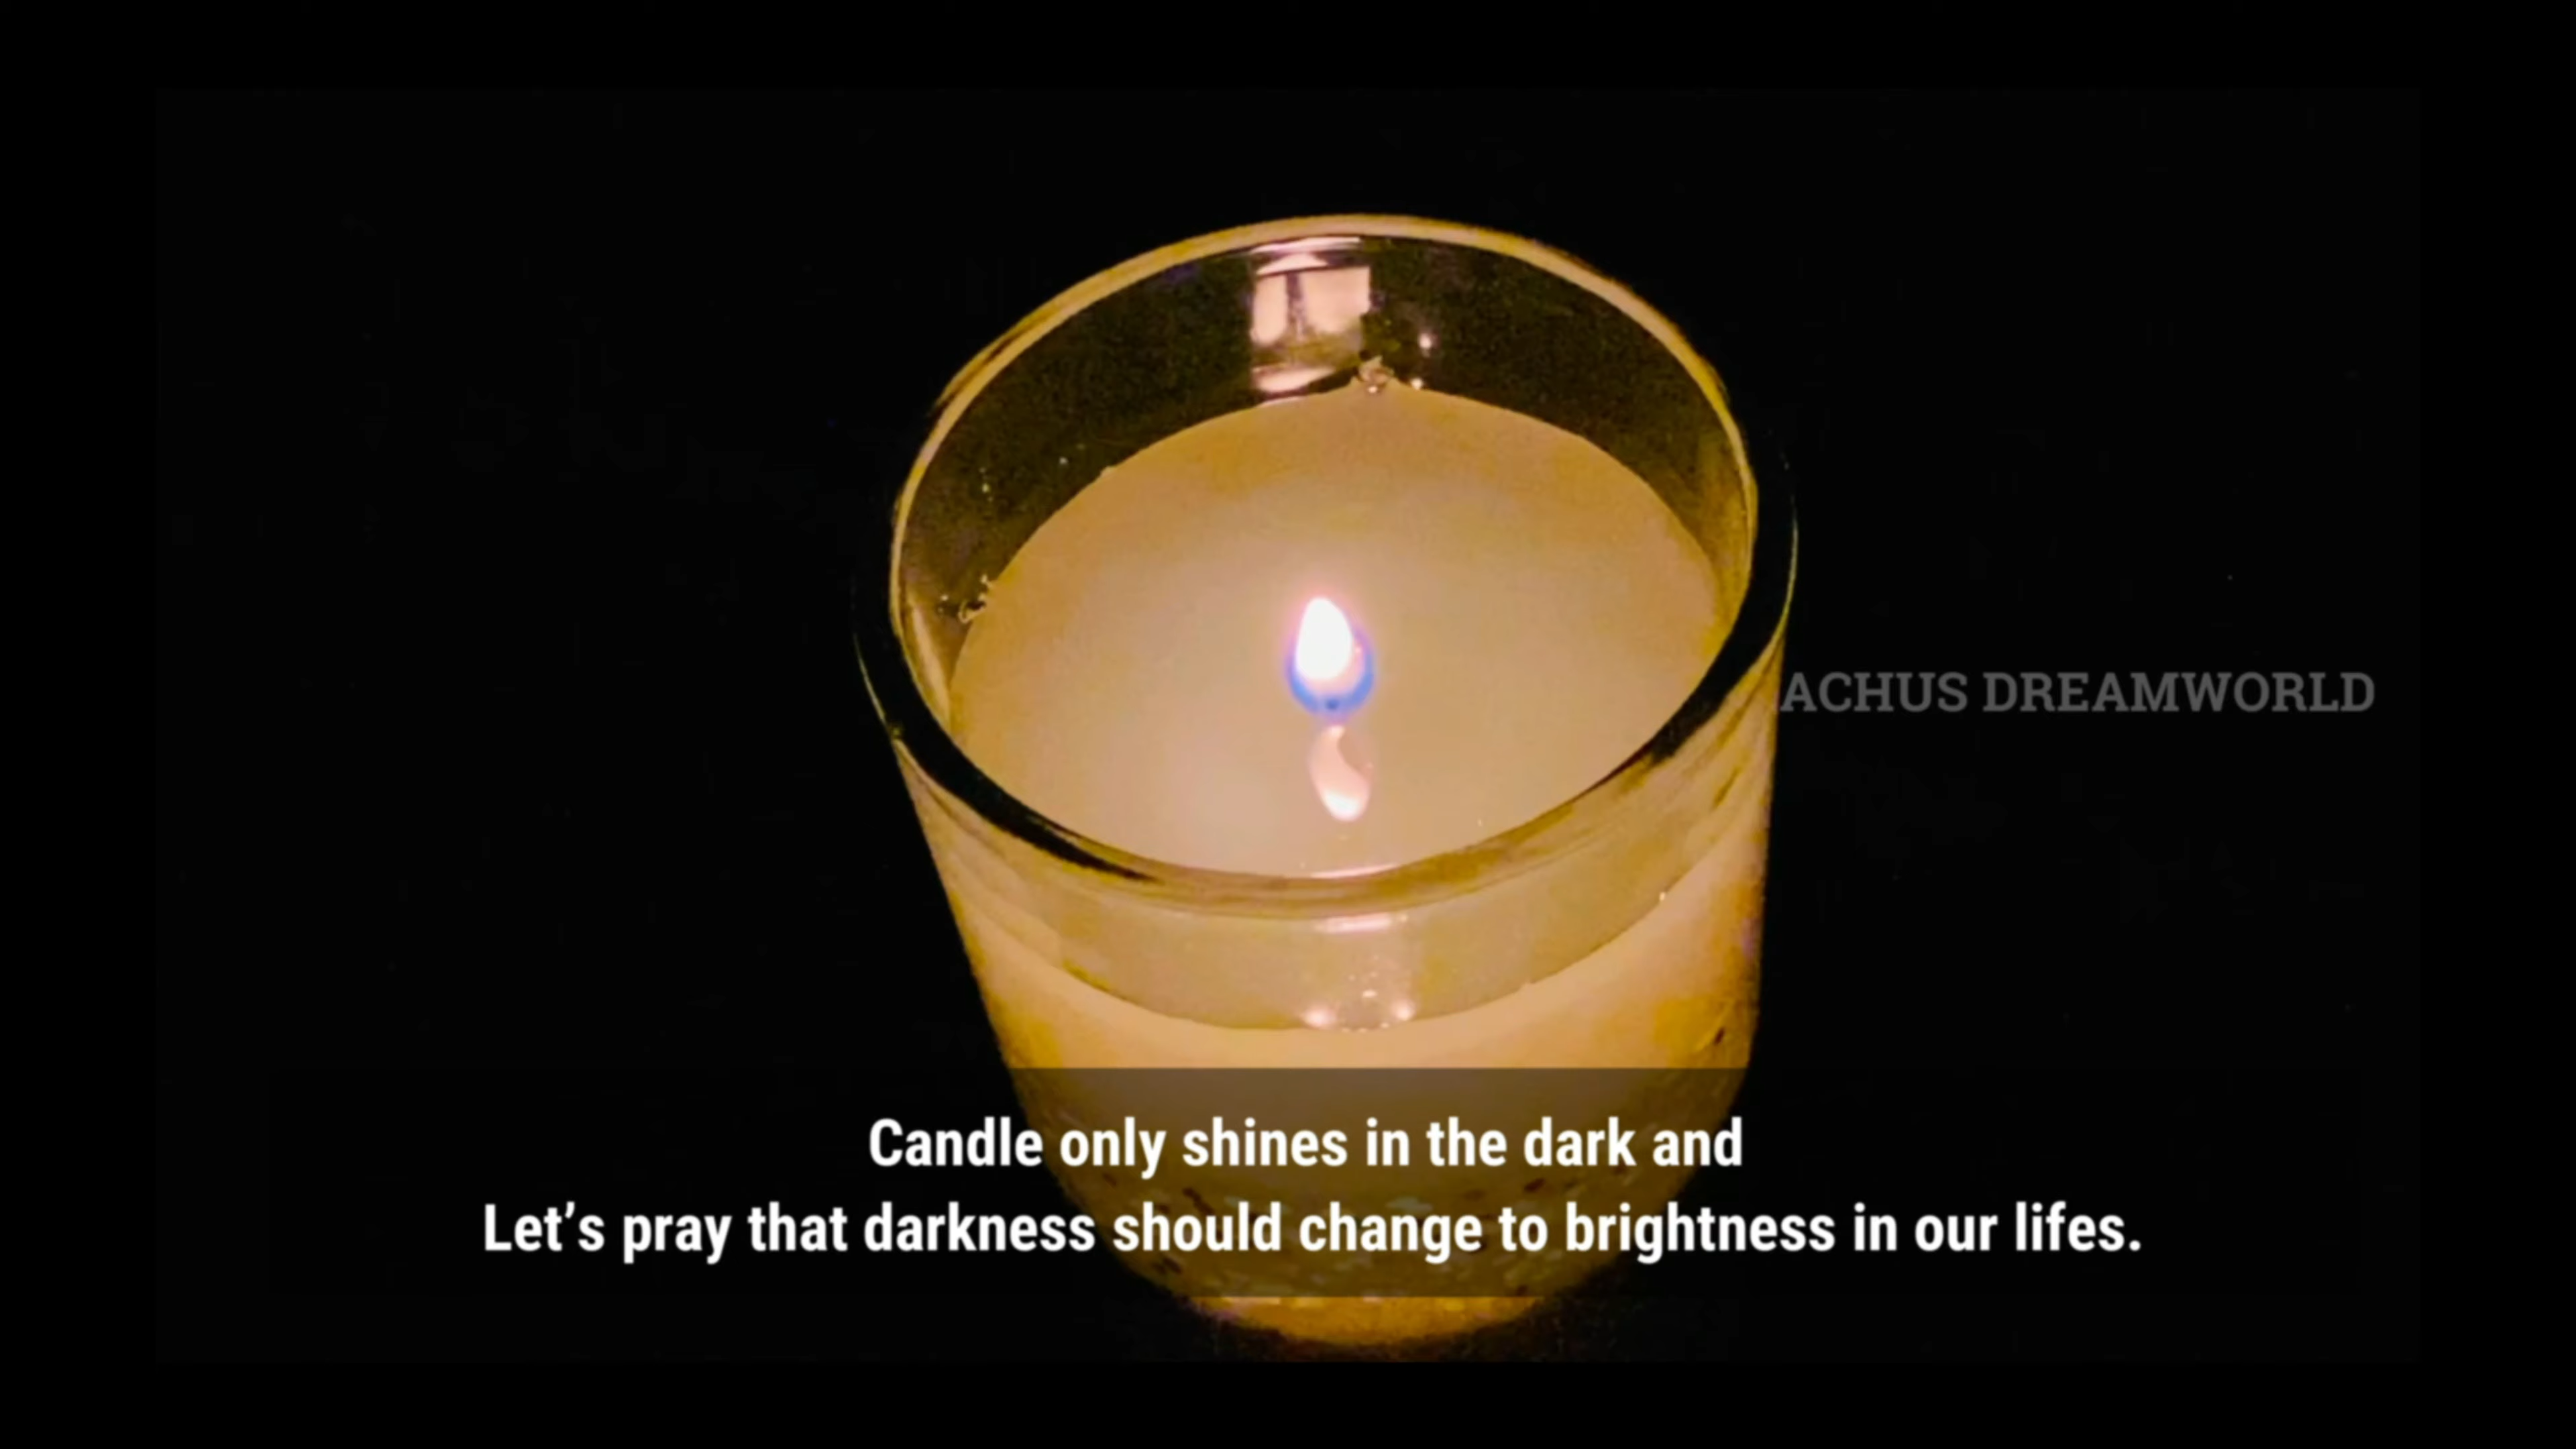 ACHUS DREAMWORLD
Candle only shines in the dark and
Let’s pray that darkness should change to brightness in our lifes.